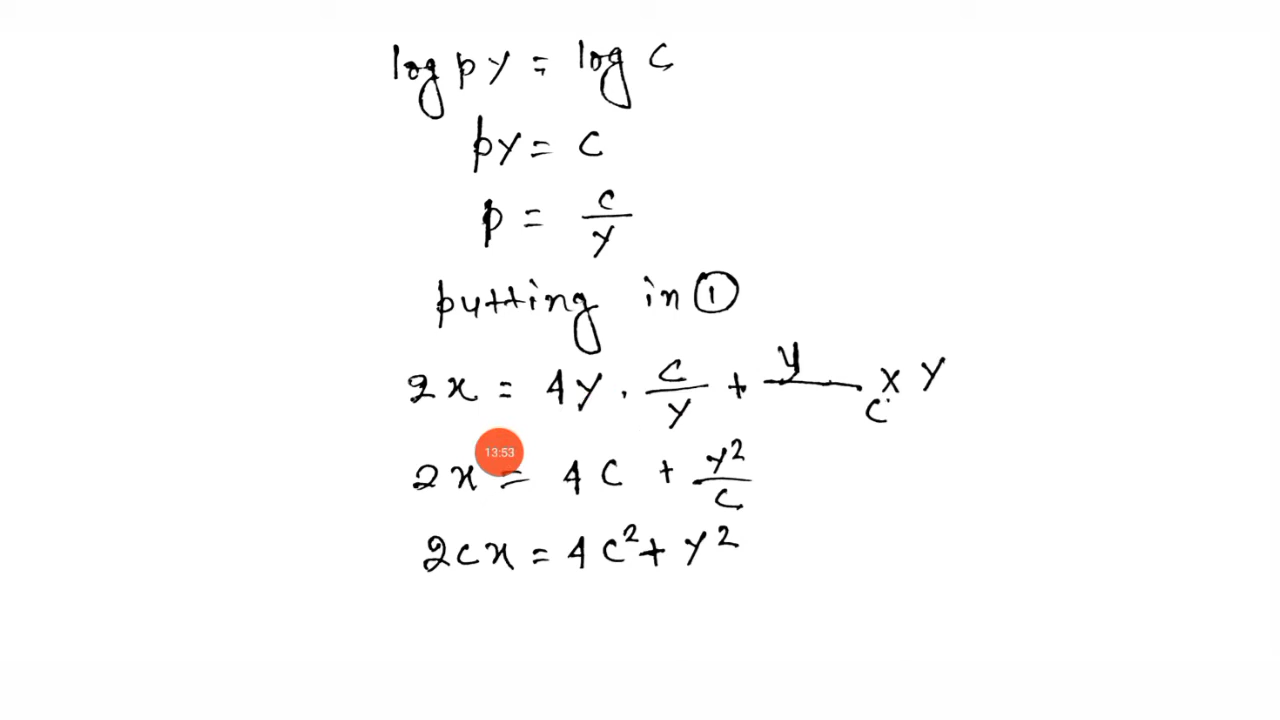 log py = log c
py = c
p = c/y
putting in ①
2x = 4y . c/y + y/c × y
13:53
2x = 4c + y²/c
2cx = 4c² + y²